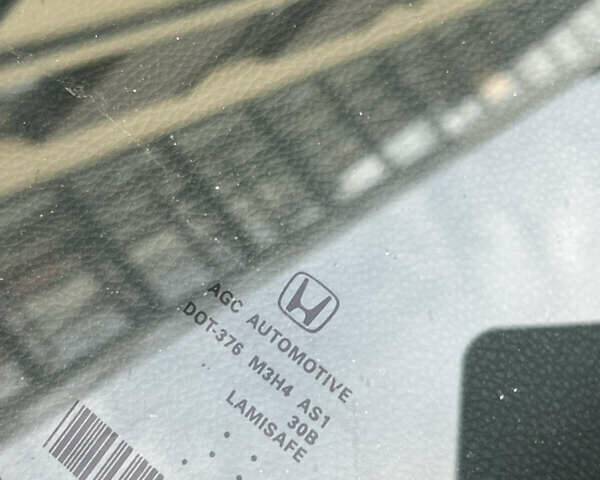 AGC AUTOMOTIVE
DOT-376 M3H4 AS1
30B
LAMISAFE